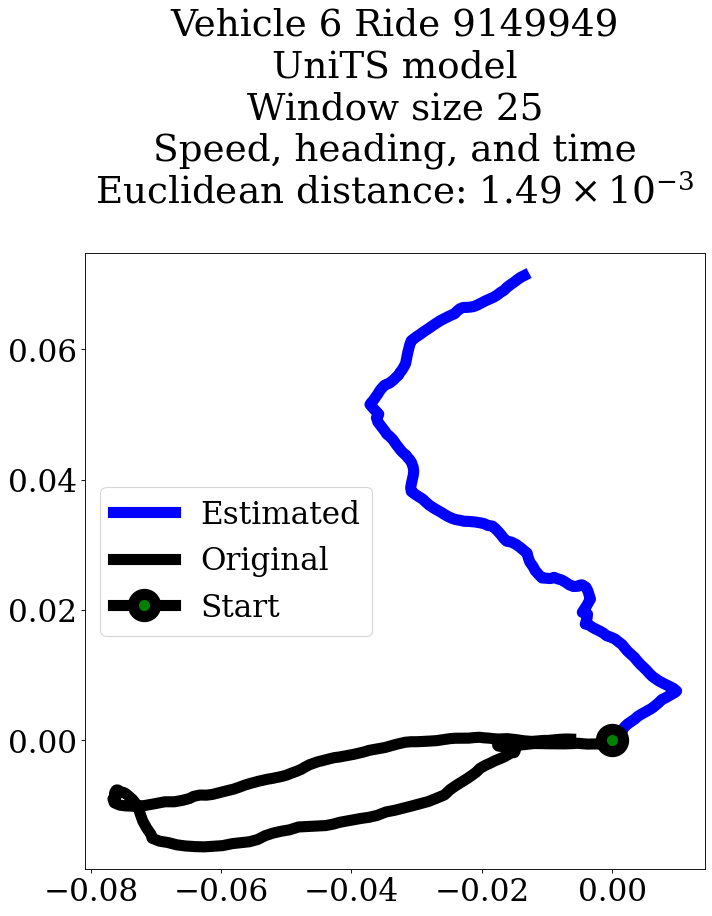 Vehicle 6 Ride 9149949
UniTS model
Window size 25
Speed, heading, and time
Euclidean distance: 1.49 × 10⁻³
0.06
0.04
0.02
0.00
Estimated
Original
Start
−0.08 −0.06 −0.04 −0.02 0.00